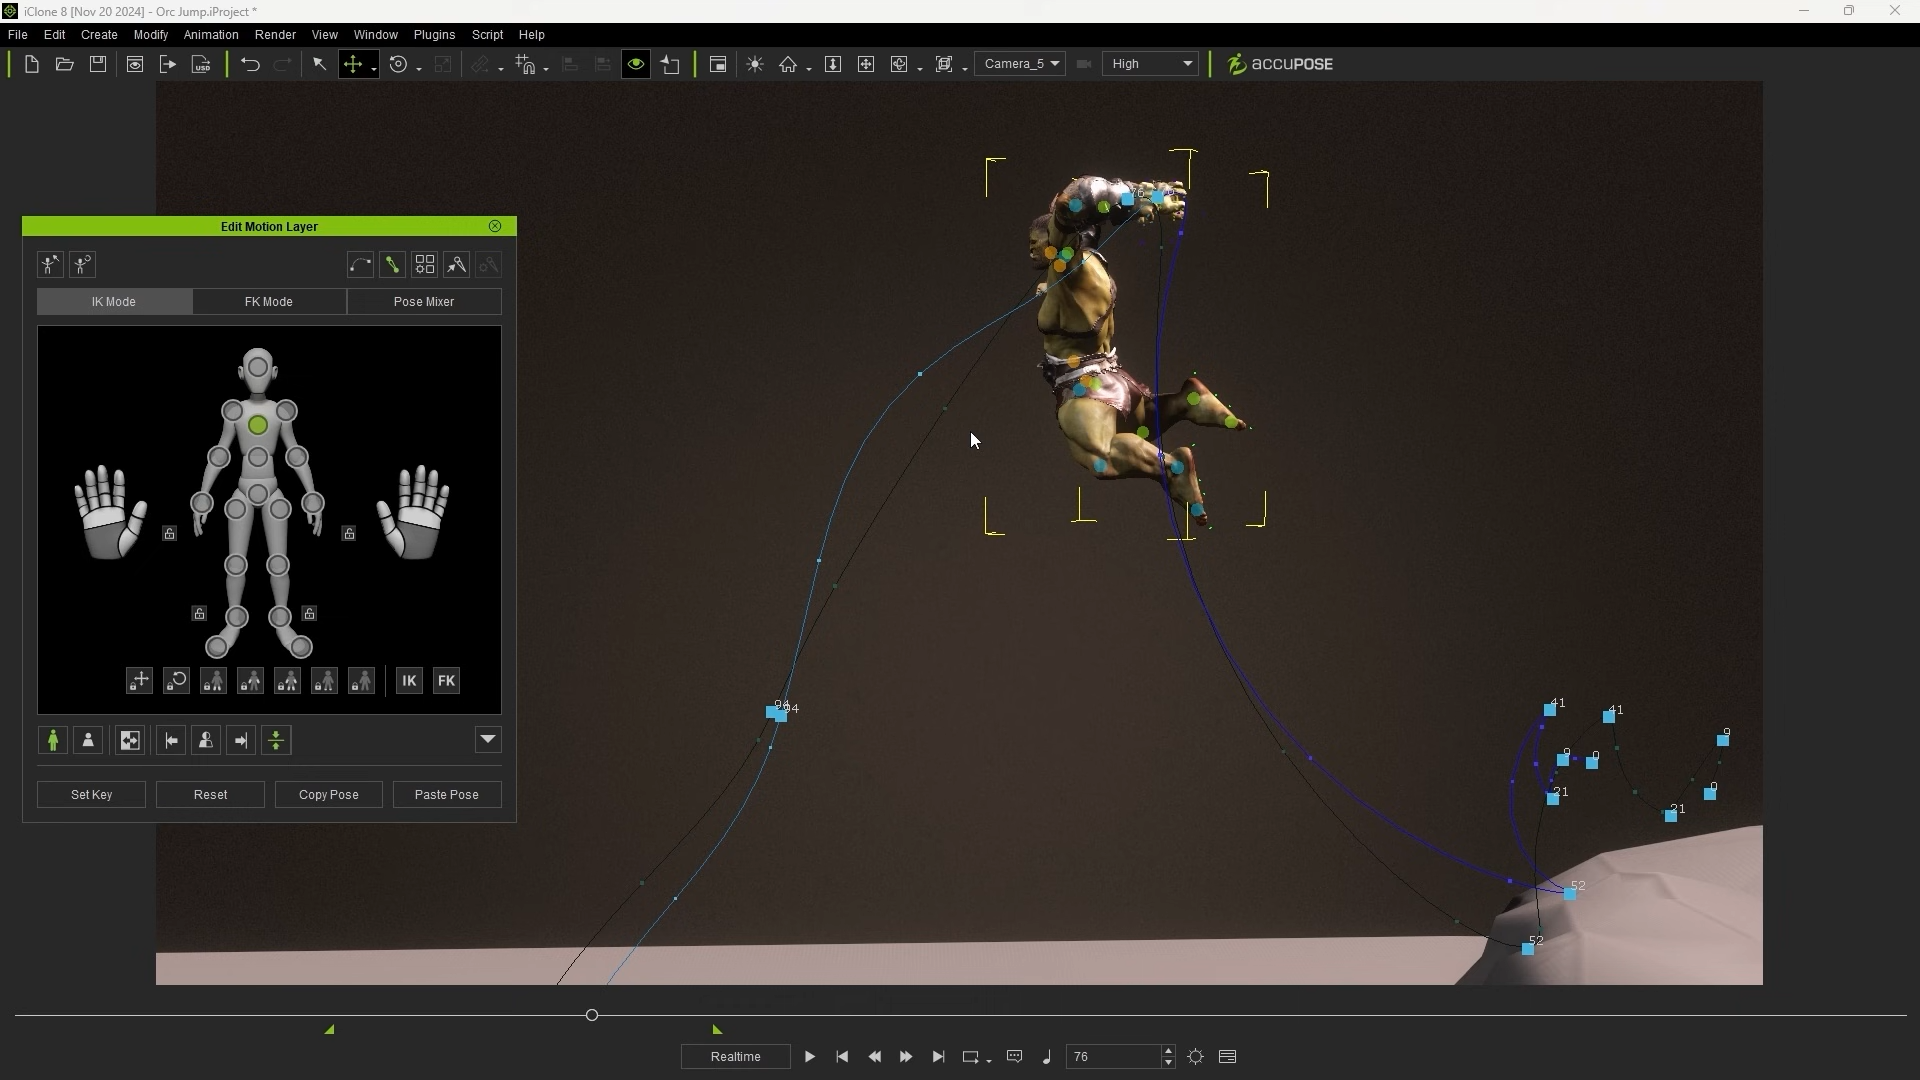 iClone 8 [Nov 20 2024] - Orc Jump.iProject *
File Edit Create Modify Animation Render View Window Plugins Script Help
Camera_5 High ACCUPOSE
76
Edit Motion Layer
IK Mode FK Mode Pose Mixer
IK FK
Set Key Reset Copy Pose Paste Pose
94
41 41
9
9 0
21 0
21
52
52
Realtime 76